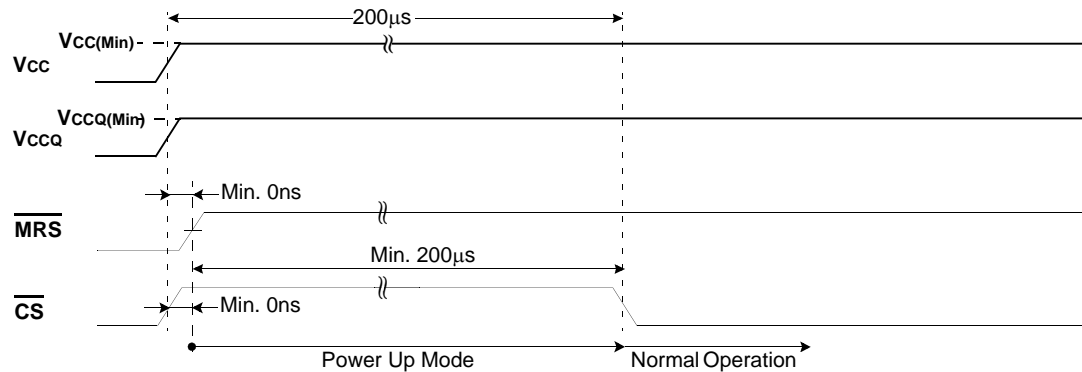 200μs
VCC(Min)
VCC
VCCQ(Min)
VCCQ
Min. 0ns
MRS
Min. 200μs
CS
Min. 0ns
Power Up Mode
Normal Operation